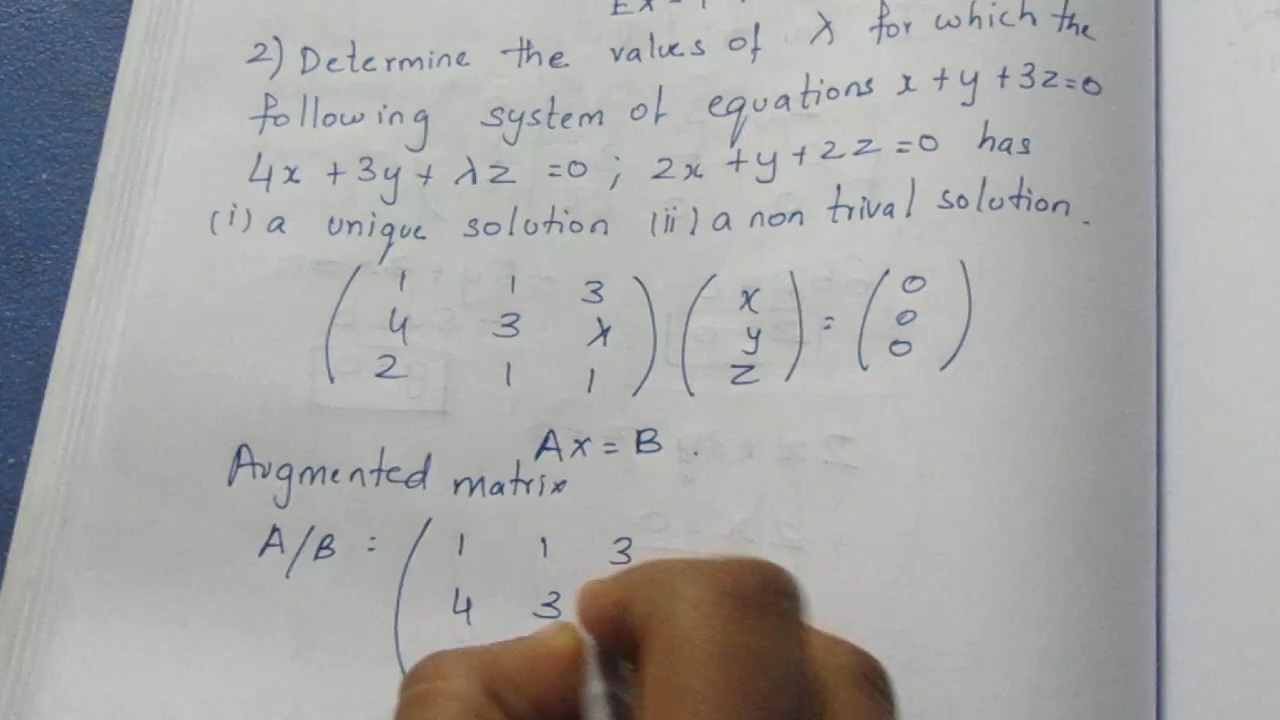 2) Determine the values of λ for which the
following system of equations x + y + 3z = 0
4x + 3y + λz = 0 ; 2x + y + 2z = 0 has
(i) a unique solution (ii) a non trival solution.
1 1 3 x 0
4 3 λ y = 0
2 1 1 z 0
Ax = B .
Augmented matrix
A/B = 1 1 3
4 3